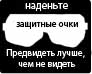 наденьте
защитные очки
Предвидеть лучше,
чем не видеть